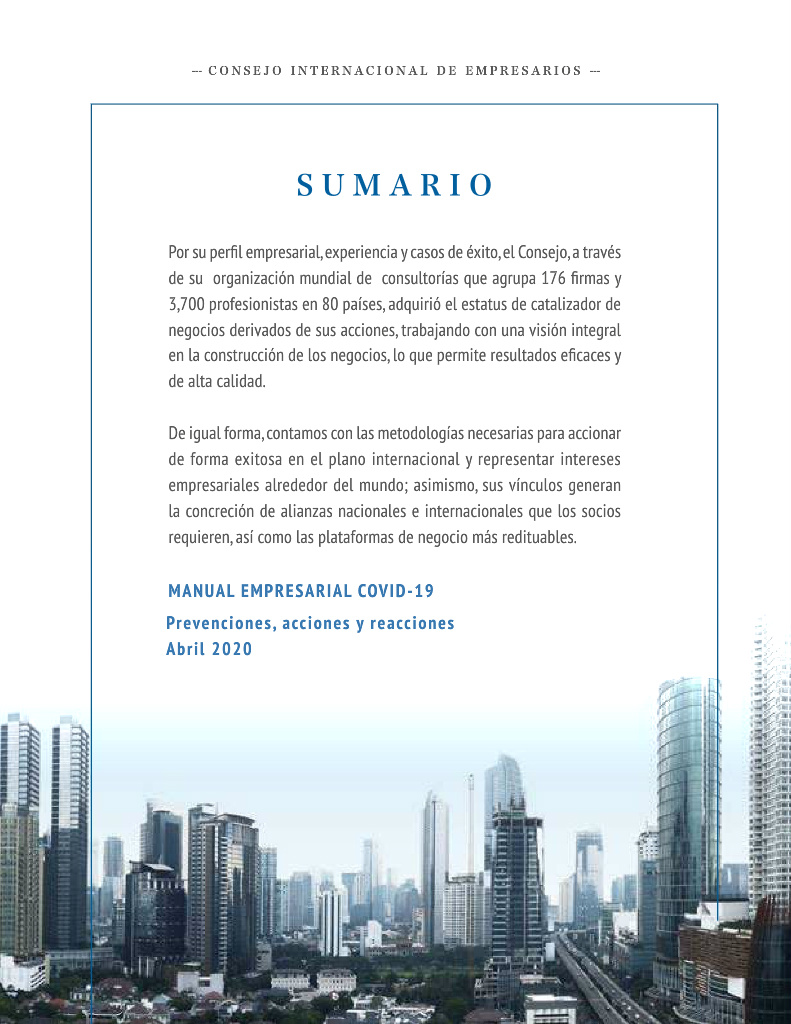 --- CONSEJO INTERNACIONAL DE EMPRESARIOS ---
SUMARIO
Por su perfil empresarial, experiencia y casos de éxito, el Consejo, a través
de su organización mundial de consultorías que agrupa 176 firmas y
3,700 profesionistas en 80 países, adquirió el estatus de catalizador de
negocios derivados de sus acciones, trabajando con una visión integral
en la construcción de los negocios, lo que permite resultados eficaces y
de alta calidad.
De igual forma, contamos con las metodologías necesarias para accionar
de forma exitosa en el plano internacional y representar intereses
empresariales alrededor del mundo; asimismo, sus vínculos generan
la concreción de alianzas nacionales e internacionales que los socios
requieren, así como las plataformas de negocio más redituables.
MANUAL EMPRESARIAL COVID-19
Prevenciones, acciones y reacciones
Abril 2020